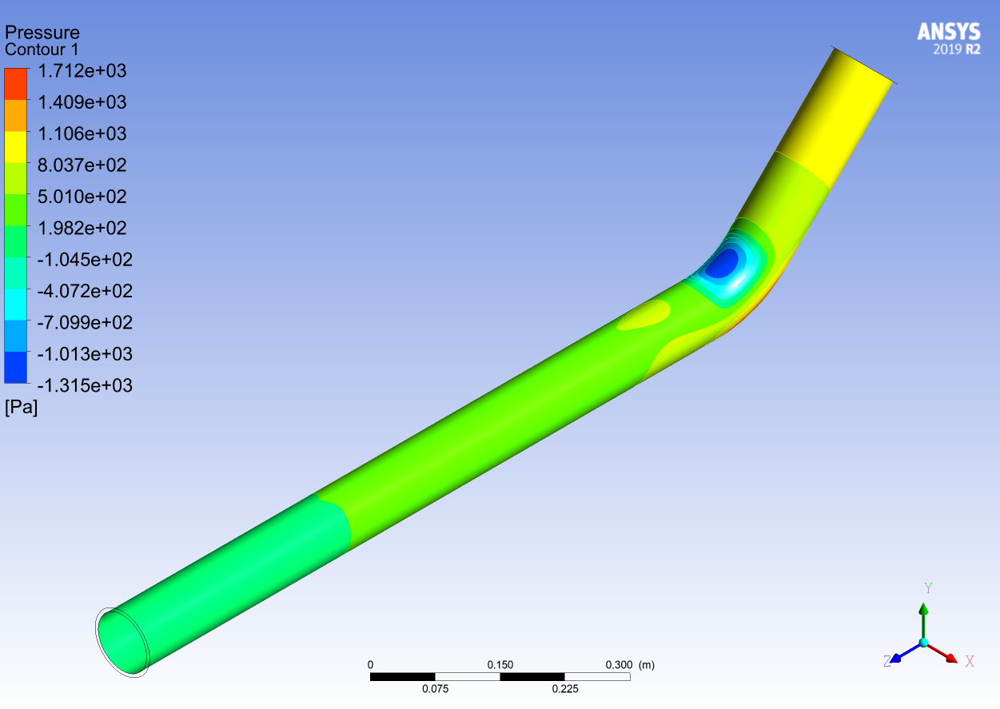 Pressure
Contour 1
1.712e+03
1.409e+03
1.106e+03
8.037e+02
5.010e+02
1.982e+02
-1.045e+02
-4.072e+02
-7.099e+02
-1.013e+03
-1.315e+03
[Pa]
ANSYS
2019 R2
0 0.150 0.300 (m)
0.075 0.225
Y
Z X